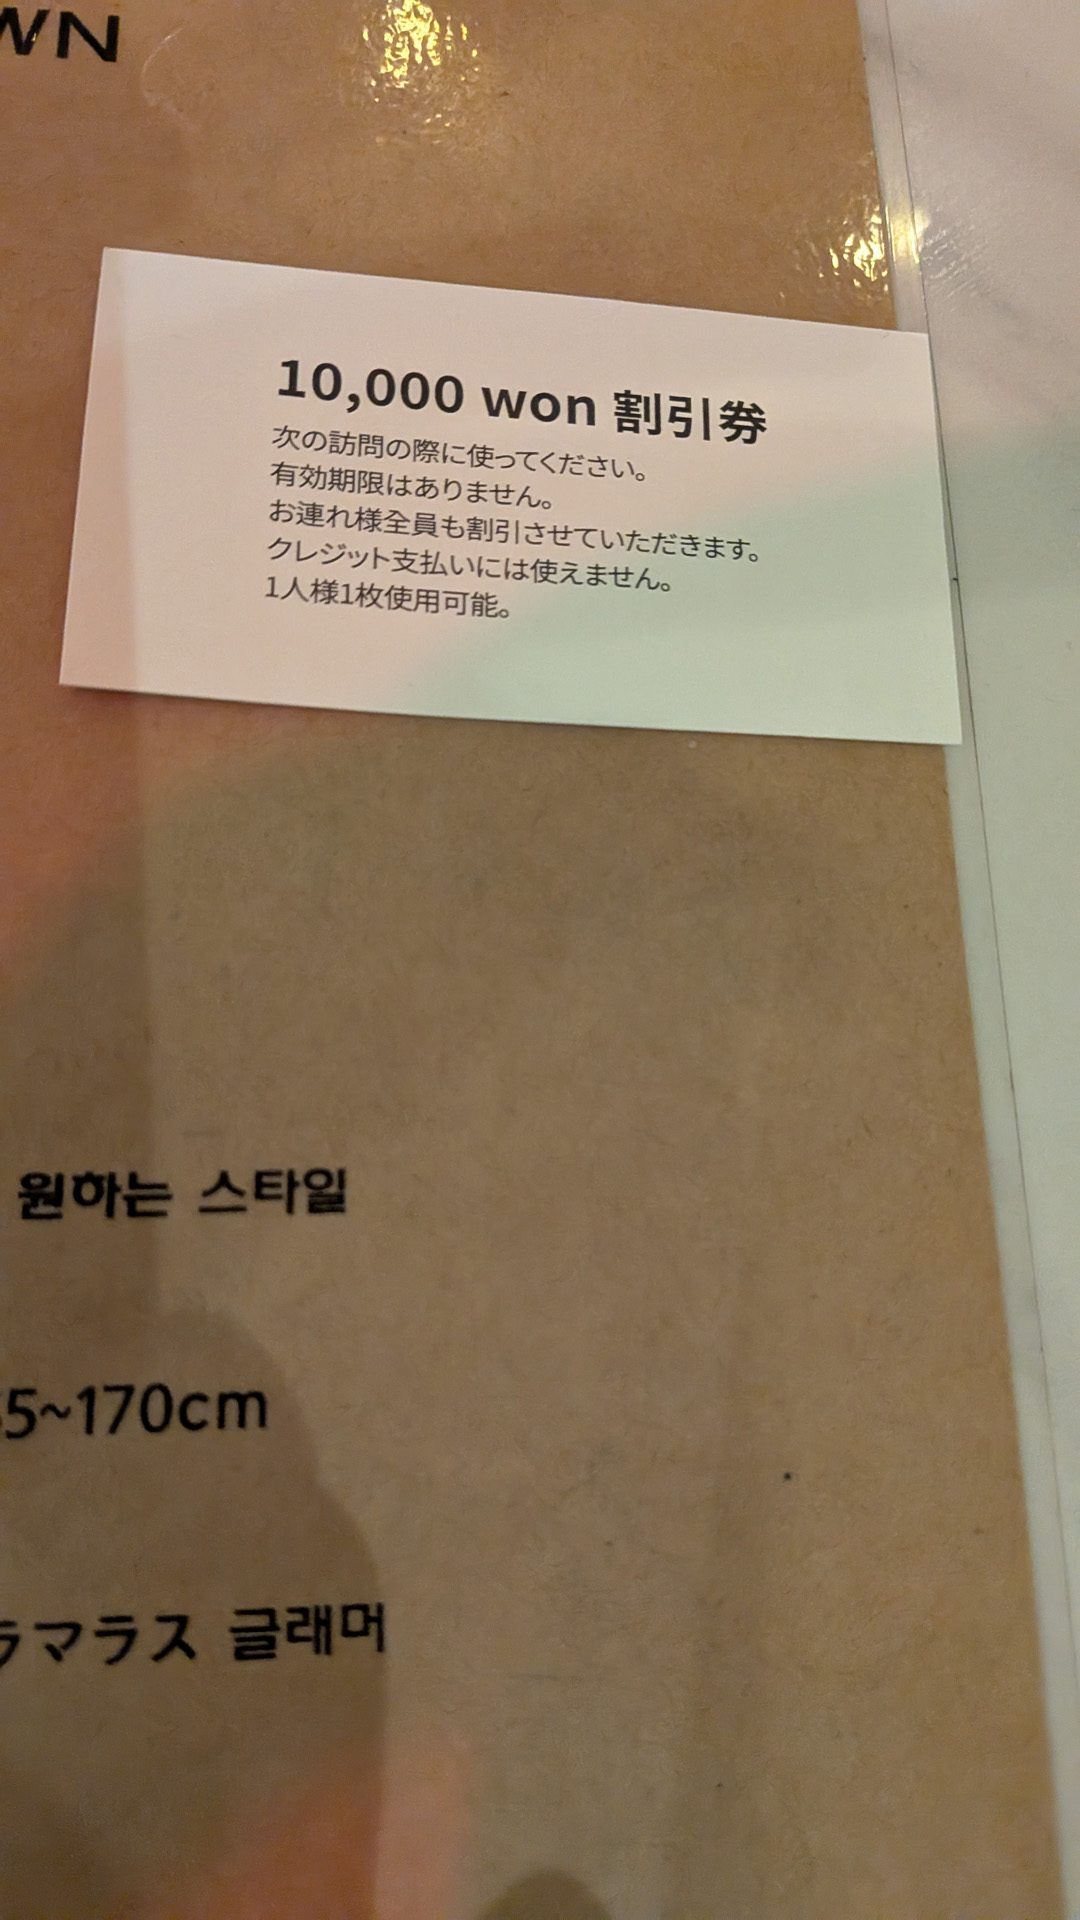 WN
10,000 won 割引券
次の訪問の際に使ってください。
有効期限はありません。
お連れ様全員も割引させていただきます。
クレジット支払いには使えません。
1人様1枚使用可能。
원하는 스타일
5~170cm
ラマラス 글래머